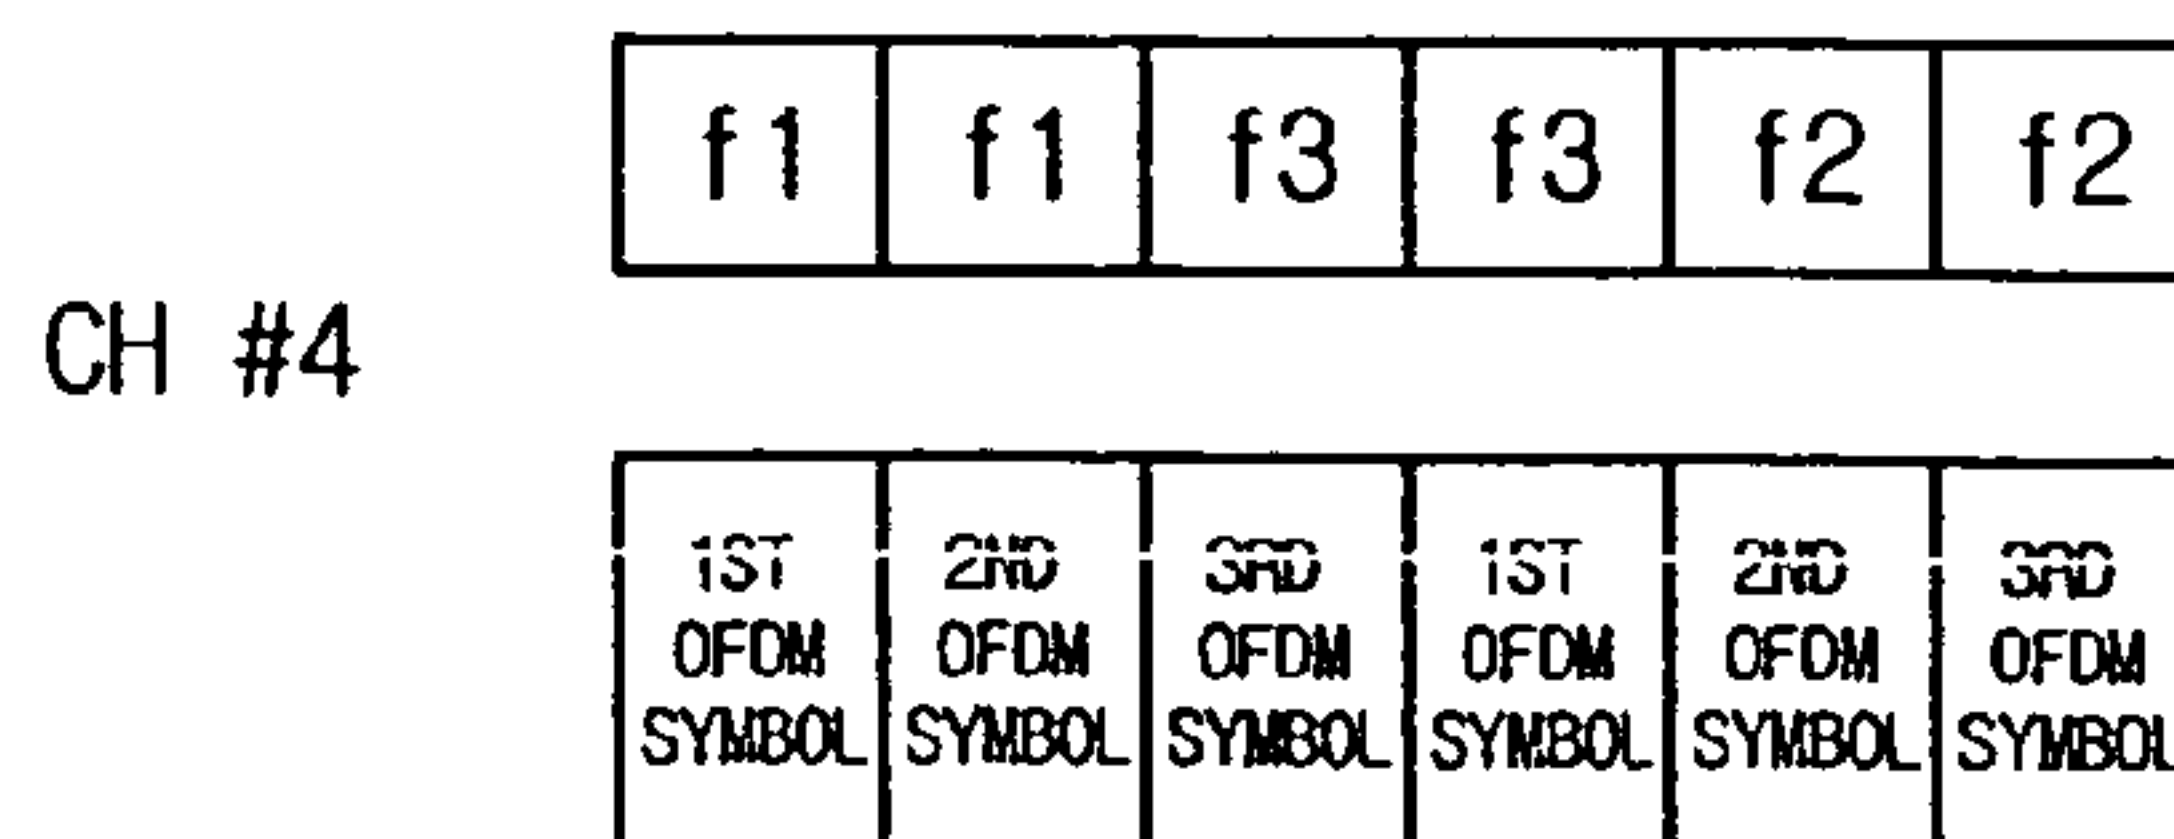 f1 f1 f3 f3 f2 f2
CH #4
1ST 2ND 3RD 1ST 2ND 3RD
OFDM OFDM OFDM OFDM OFDM OFDM
SYMBOL SYMBOL SYMBOL SYMBOL SYMBOL SYMBOL